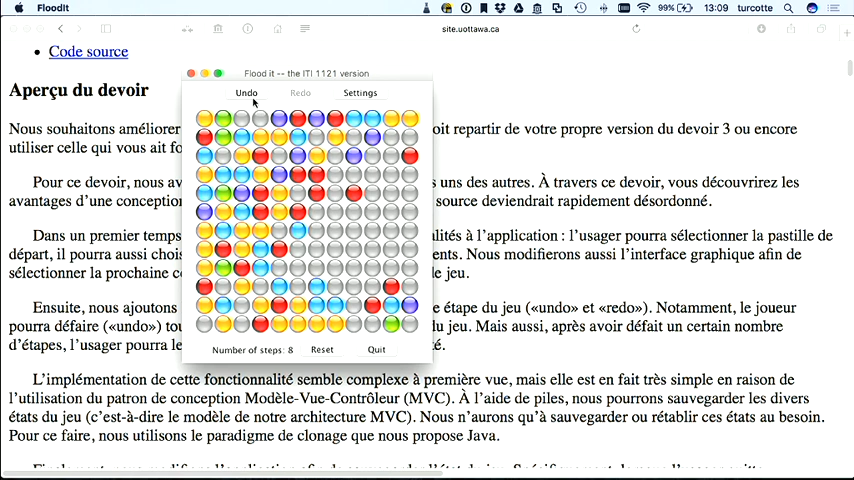 FloodIt 99% 13:09 turcotte
site.uottawa.ca
Code source
Flood it -- the ITI 1121 version
Aperçu du devoir
Undo Redo Settings
Nous souhaitons améliorer oit repartir de votre propre version du devoir 3 ou encore
utiliser celle qui vous ait fo
Pour ce devoir, nous av s uns des autres. À travers ce devoir, vous découvrirez les
avantages d'une conception source deviendrait rapidement désordonné.
Dans un premier temps alités à l'application : l'usager pourra sélectionner la pastille de
départ, il pourra aussi chois ents. Nous modifierons aussi l'interface graphique afin de
sélectionner la prochaine c de jeu.
Ensuite, nous ajoutons e étape du jeu («undo» et «redo»). Notamment, le joueur
pourra défaire («undo») tou du jeu. Mais aussi, après avoir défait un certain nombre
d'étapes, l'usager pourra le té.
Number of steps: 8 Reset Quit
L'implémentation de cette fonctionnalité semble complexe à première vue, mais elle est en fait très simple en raison de
l'utilisation du patron de conception Modèle-Vue-Contrôleur (MVC). À l'aide de piles, nous pourrons sauvegarder les divers
états du jeu (c'est-à-dire le modèle de notre architecture MVC). Nous n'aurons qu'à sauvegarder ou rétablir ces états au besoin.
Pour ce faire, nous utilisons le paradigme de clonage que nous propose Java.